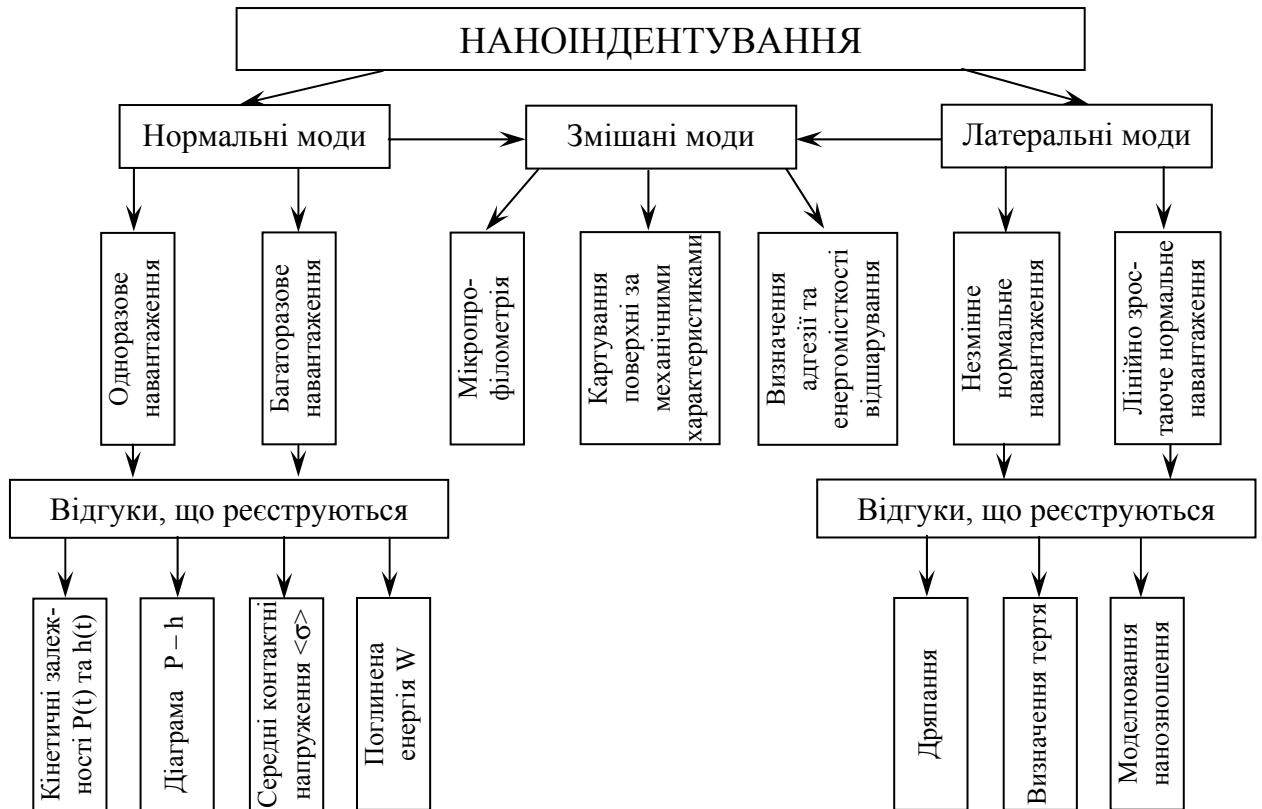 НАНОІНДЕНТУВАННЯ
Нормальні моди
Змішані моди
Латеральні моди
Одноразове
навантаження
Багаторазове
навантаження
Мікропро-
філометрія
Картування
поверхні за
механічними
характеристиками
Визначення
адгезії та
енергомісткості
відшарування
Незмінне
нормальне
навантаження
Лінійно зрос-
таюче нормальне
навантаження
Відгуки, що реєструються
Відгуки, що реєструються
Кінетичні залеж-
ності P(t) та h(t)
Діаграма P – h
Середні контактні
напруження <σ>
Поглинена
енергія W
Дряпання
Визначення тертя
Моделювання
нанозношення